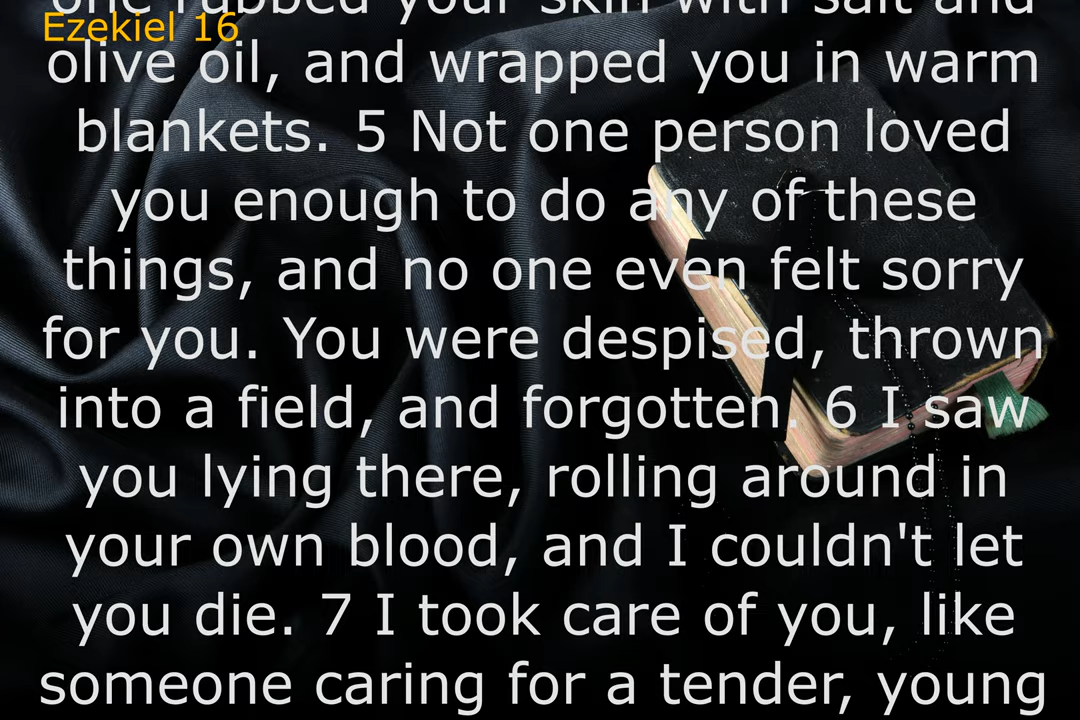 one rubbed your skin with salt and
Ezekiel 16
olive oil, and wrapped you in warm
blankets. 5 Not one person loved
you enough to do any of these
things, and no one even felt sorry
for you. You were despised, thrown
into a field, and forgotten. 6 I saw
you lying there, rolling around in
your own blood, and I couldn't let
you die. 7 I took care of you, like
someone caring for a tender, young